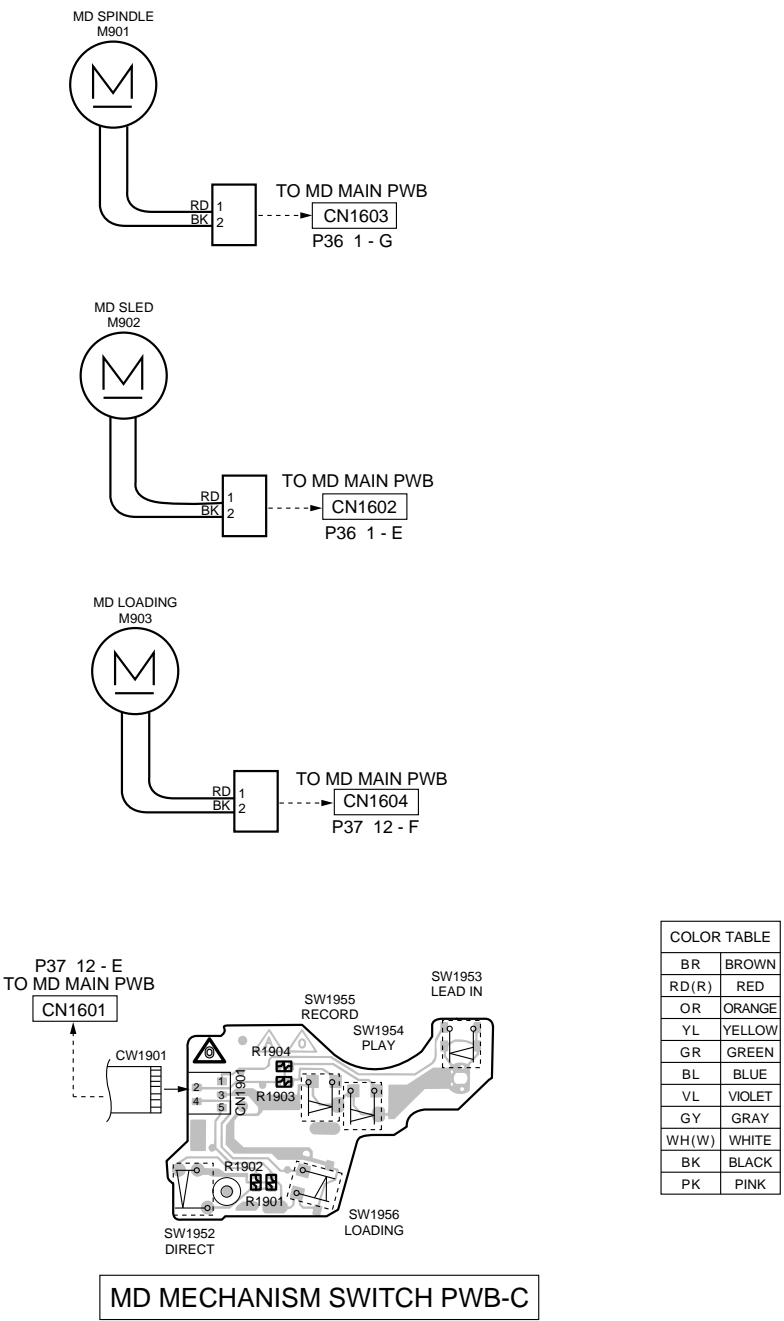 MD SPINDLE
M901
RD 1
BK 2
TO MD MAIN PWB
CN1603
P36 1 - G
MD SLED
M902
RD 1
BK 2
TO MD MAIN PWB
CN1602
P36 1 - E
MD LOADING
M903
RD 1
BK 2
TO MD MAIN PWB
CN1604
P37 12 - F
P37 12 - E
TO MD MAIN PWB
CN1601
CW1901
CN1901
1
2
3
4
5
R1904
R1903
R1902
R1901
SW1955
RECORD
SW1954
PLAY
SW1953
LEAD IN
SW1952
DIRECT
SW1956
LOADING
COLOR TABLE
BR BROWN
RD(R) RED
OR ORANGE
YL YELLOW
GR GREEN
BL BLUE
VL VIOLET
GY GRAY
WH(W) WHITE
BK BLACK
PK PINK
MD MECHANISM SWITCH PWB-C